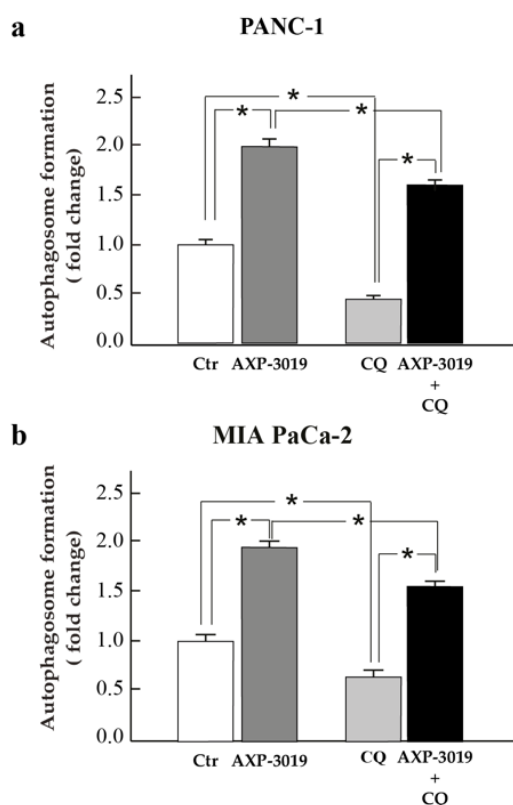 a
PANC-1
Autophagosome formation
( fold change)
2.5
2.0
1.5
1.0
0.5
0.0
*
*
*
*
Ctr AXP-3019 CQ AXP-3019
+
CQ
b
MIA PaCa-2
Autophagosome formation
( fold change)
2.5
2.0
1.5
1.0
0.5
0.0
*
*
*
*
Ctr AXP-3019 CQ AXP-3019
+
CO